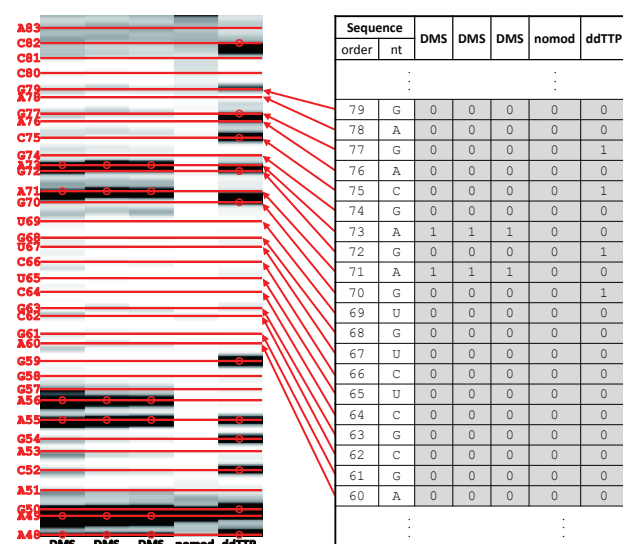 A83
C82
C81
C80
G79
A78
G77
A76
C75
G74
A73
G72
A71
G70
U69
G68
U67
C66
U65
C64
G63
C62
G61
A60
G59
G58
G57
A56
A55
G54
A53
C52
A51
G50
A49
A48
DMS DMS DMS nomod ddTTP
Sequence DMS DMS DMS nomod ddTTP
order nt
79 G 0 0 0 0 0
78 A 0 0 0 0 0
77 G 0 0 0 0 1
76 A 0 0 0 0 0
75 C 0 0 0 0 1
74 G 0 0 0 0 0
73 A 1 1 1 0 0
72 G 0 0 0 0 1
71 A 1 1 1 0 0
70 G 0 0 0 0 1
69 U 0 0 0 0 0
68 G 0 0 0 0 0
67 U 0 0 0 0 0
66 C 0 0 0 0 0
65 U 0 0 0 0 0
64 C 0 0 0 0 0
63 G 0 0 0 0 0
62 C 0 0 0 0 0
61 G 0 0 0 0 0
60 A 0 0 0 0 0